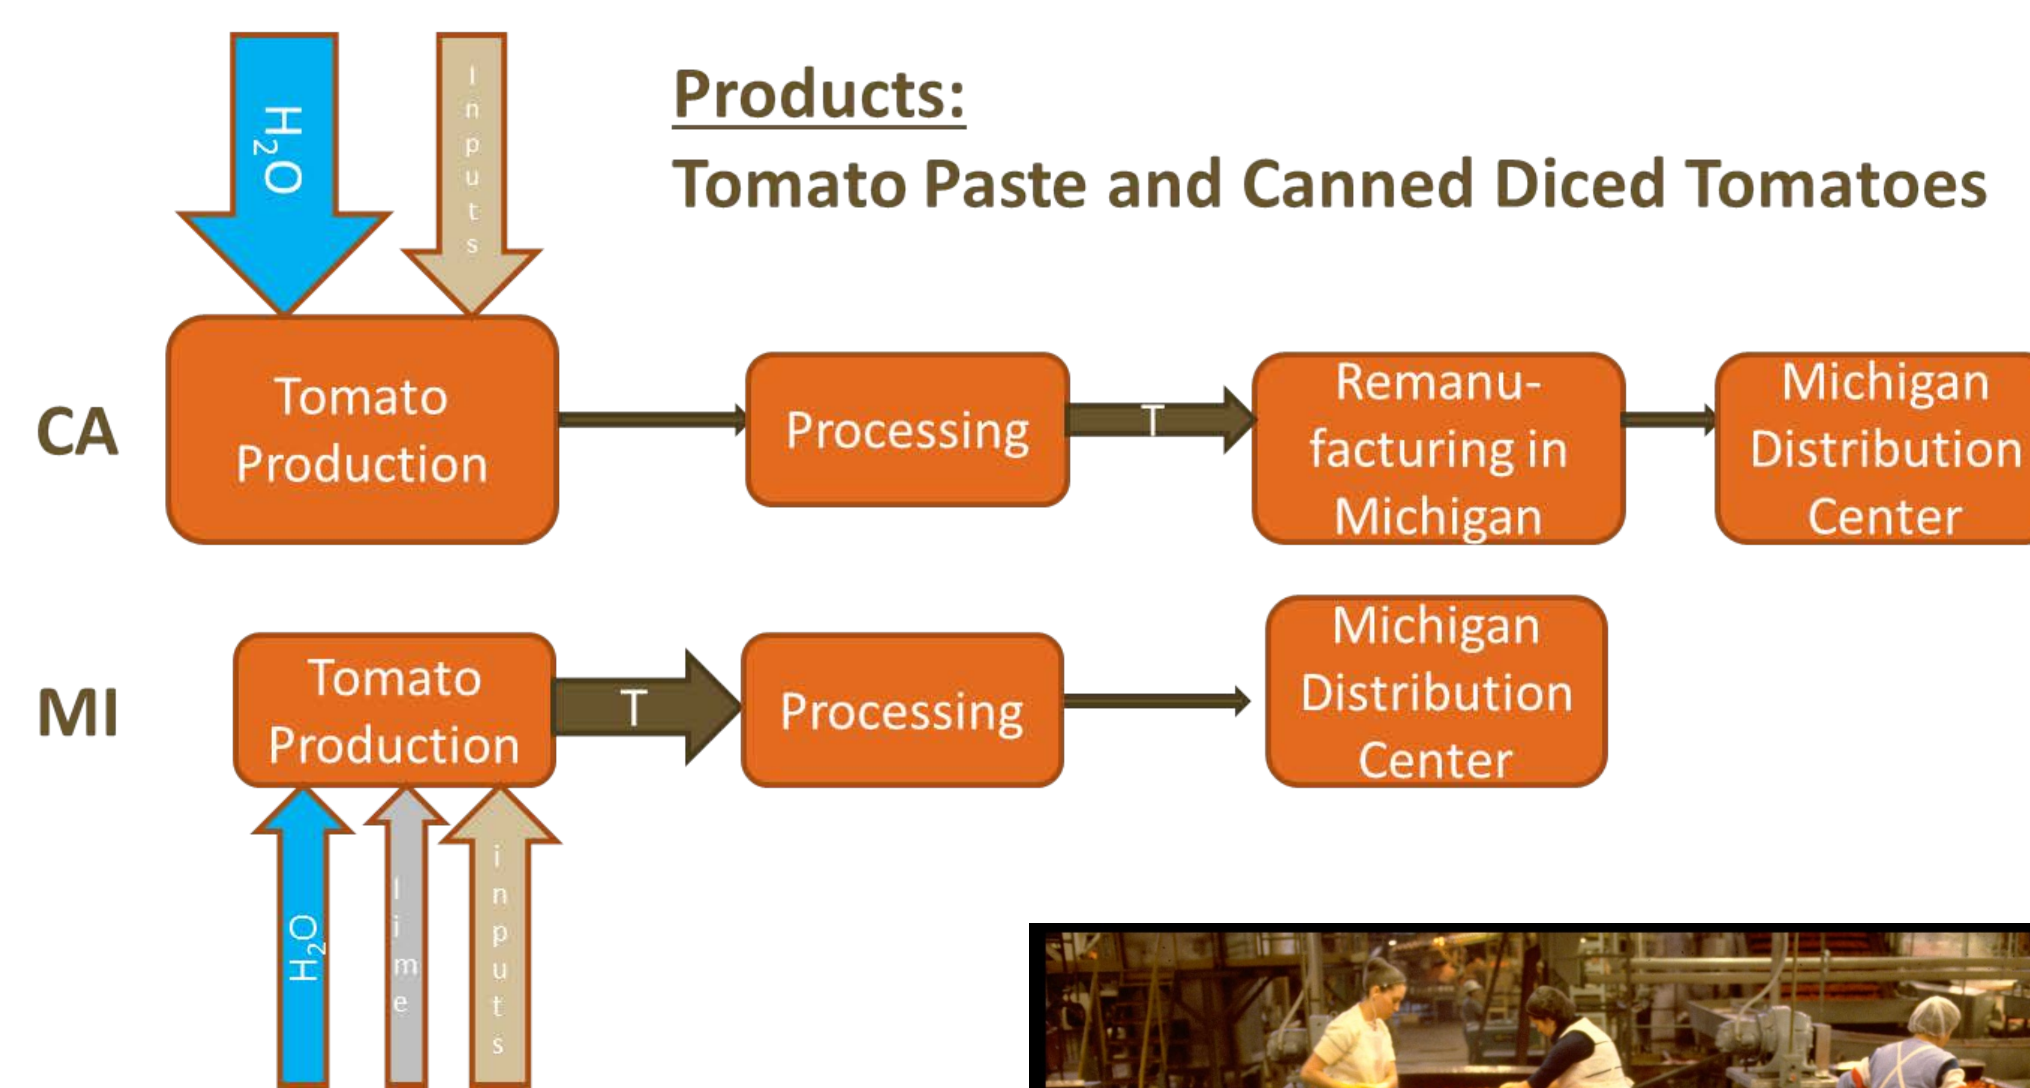 H₂O
Inputs
Products:
Tomato Paste and Canned Diced Tomatoes
CA
Tomato
Production
Processing
T
Remanu-
facturing in
Michigan
Michigan
Distribution
Center
MI
Tomato
Production
T
Processing
Michigan
Distribution
Center
H₂O
lime
inputs